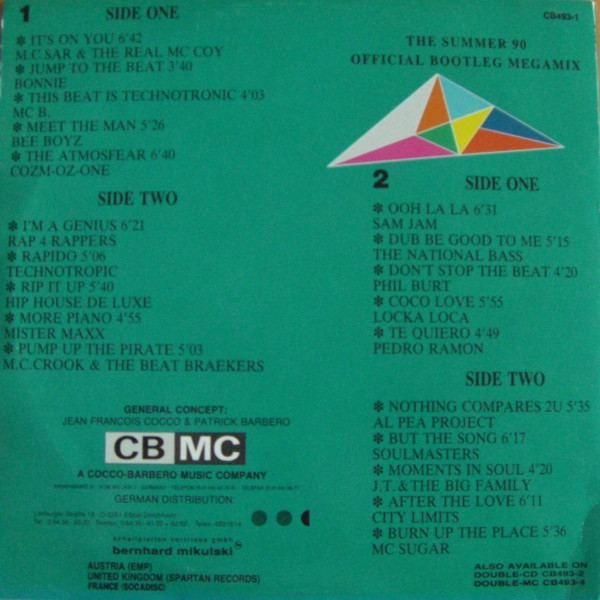 1 SIDE ONE
✽ IT'S ON YOU 6'42
M.C SAR & THE REAL MC COY
✽ JUMP TO THE BEAT 3'40
BONNIE
✽ THIS BEAT IS TECHNOTRONIC 4'03
MC B.
✽ MEET THE MAN 5'26
BEE BOYZ
✽ THE ATMOSFEAR 6'40
COZM-OZ-ONE
SIDE TWO
✽ I'M A GENIUS 6'21
RAP 4 RAPPERS
✽ RAPIDO 5'06
TECHNOTROPIC
✽ RIP IT UP 5'40
HIP HOUSE DE LUXE
✽ MORE PIANO 4'55
MISTER MAXX
✽ PUMP UP THE PIRATE 5'03
M.C.CROOK & THE BEAT BRAEKERS
GENERAL CONCEPT:
JEAN FRANCOIS COCCO & PATRICK BARBERO
CB MC
A COCCO-BARBERO MUSIC COMPANY
GERMAN DISTRIBUTION:
bernhard mikulski
AUSTRIA (EMP)
UNITED KINGDOM (SPARTAN RECORDS)
FRANCE (SOCADISC)
CB493-1
THE SUMMER 90
OFFICIAL BOOTLEG MEGAMIX
2 SIDE ONE
✽ OOH LA LA 6'31
SAM JAM
✽ DUB BE GOOD TO ME 5'15
THE NATIONAL BASS
✽ DON'T STOP THE BEAT 4'20
PHIL BURT
✽ COCO LOVE 5'55
LOCKA LOCA
✽ TE QUIERO 4'49
PEDRO RAMON
SIDE TWO
✽ NOTHING COMPARES 2U 5'35
AL PEA PROJECT
✽ BUT THE SONG 6'17
SOULMASTERS
✽ MOMENTS IN SOUL 4'20
J.T. & THE BIG FAMILY
✽ AFTER THE LOVE 6'11
CITY LIMITS
✽ BURN UP THE PLACE 5'36
MC SUGAR
ALSO AVAILABLE ON
DOUBLE-CD CB493-2
DOUBLE-MC CB493-4